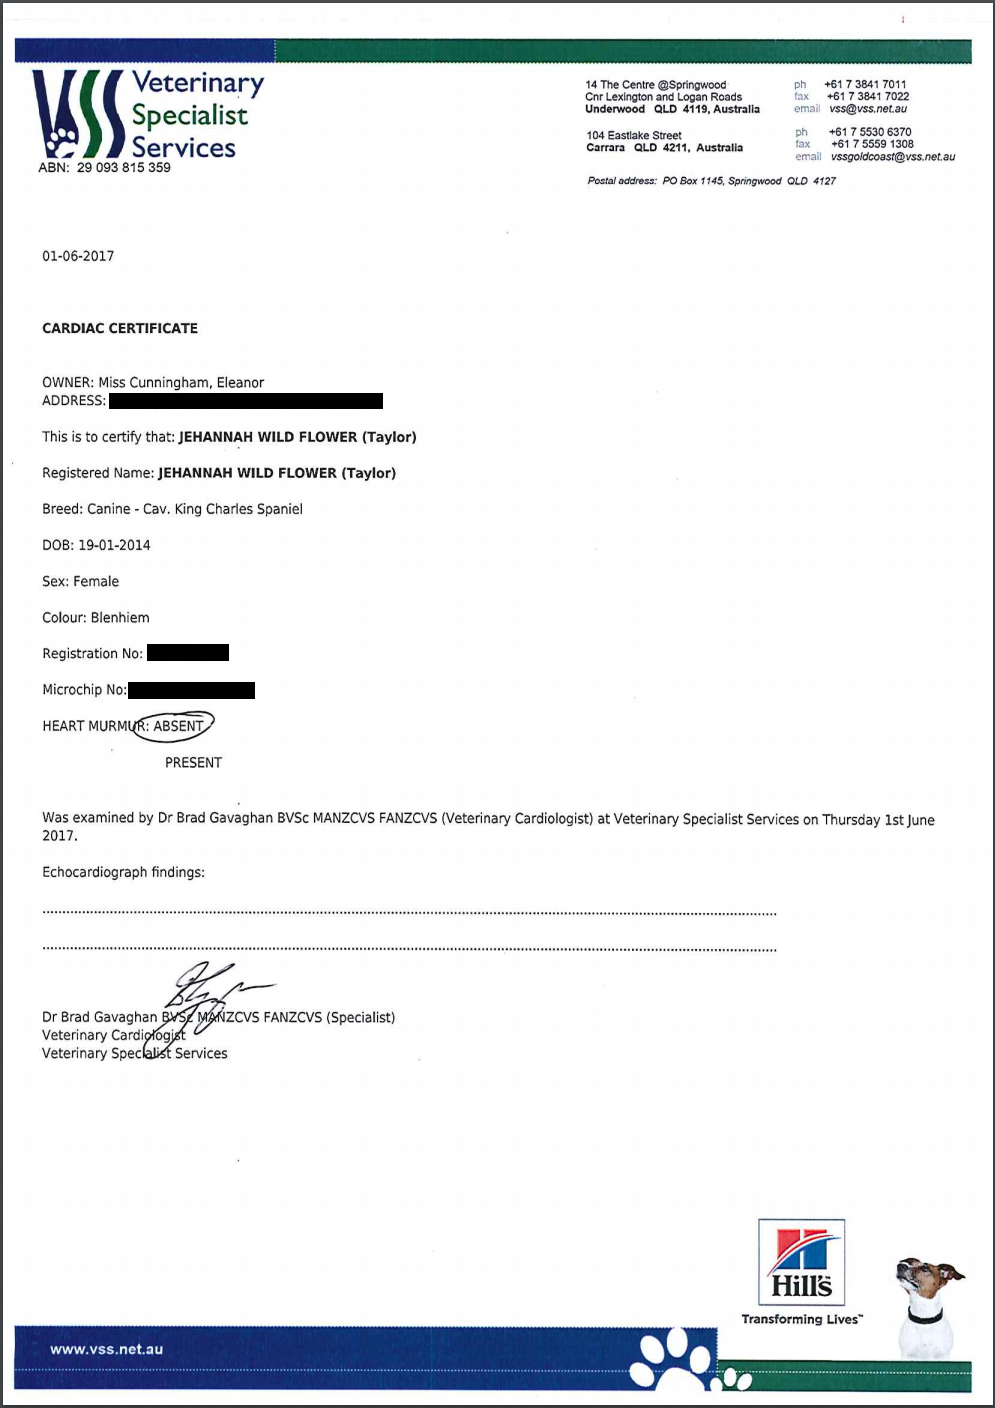 VSS Veterinary
Specialist
Services
ABN: 29 093 815 359
14 The Centre @Springwood
Cnr Lexington and Logan Roads
Underwood QLD 4119, Australia
ph +61 7 3841 7011
fax +61 7 3841 7022
email vss@vss.net.au
104 Eastlake Street
Carrara QLD 4211, Australia
ph +61 7 5530 6370
fax +61 7 5559 1308
email vssgoldcoast@vss.net.au
Postal address: PO Box 1145, Springwood QLD 4127
01-06-2017
CARDIAC CERTIFICATE
OWNER: Miss Cunningham, Eleanor
ADDRESS:
This is to certify that: JEHANNAH WILD FLOWER (Taylor)
Registered Name: JEHANNAH WILD FLOWER (Taylor)
Breed: Canine - Cav. King Charles Spaniel
DOB: 19-01-2014
Sex: Female
Colour: Blenhiem
Registration No:
Microchip No:
HEART MURMUR: ABSENT
PRESENT
Was examined by Dr Brad Gavaghan BVSc MANZCVS FANZCVS (Veterinary Cardiologist) at Veterinary Specialist Services on Thursday 1st June
2017.
Echocardiograph findings:
Dr Brad Gavaghan BVSc MANZCVS FANZCVS (Specialist)
Veterinary Cardiologist
Veterinary Specialist Services
Hill's
Transforming Lives™
www.vss.net.au